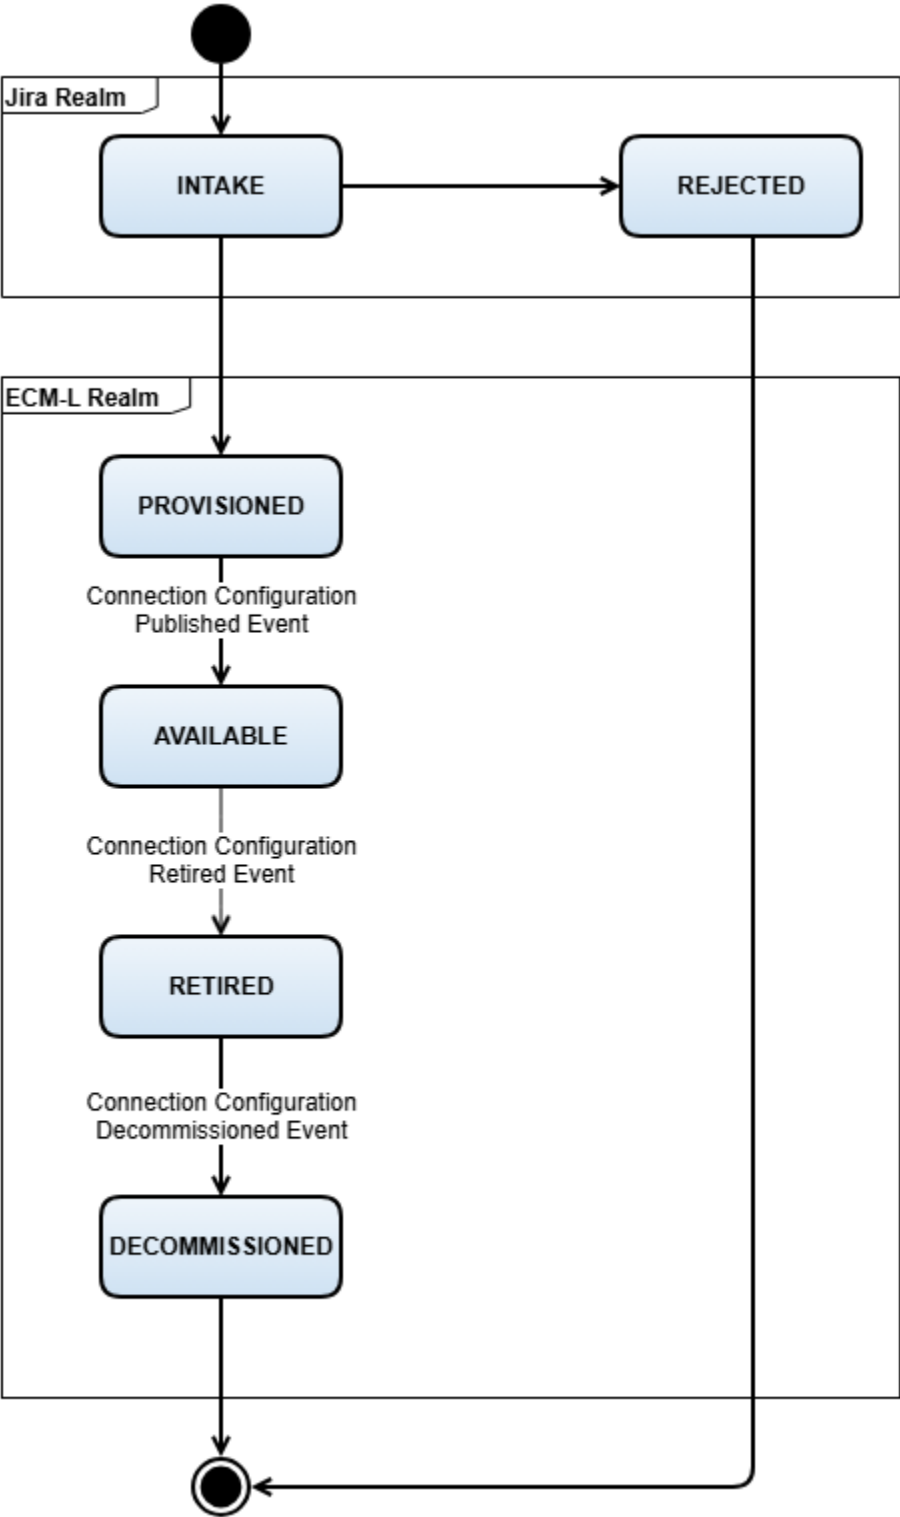 Jira Realm
INTAKE
REJECTED
ECM-L Realm
PROVISIONED
Connection Configuration
Published Event
AVAILABLE
Connection Configuration
Retired Event
RETIRED
Connection Configuration
Decommissioned Event
DECOMMISSIONED